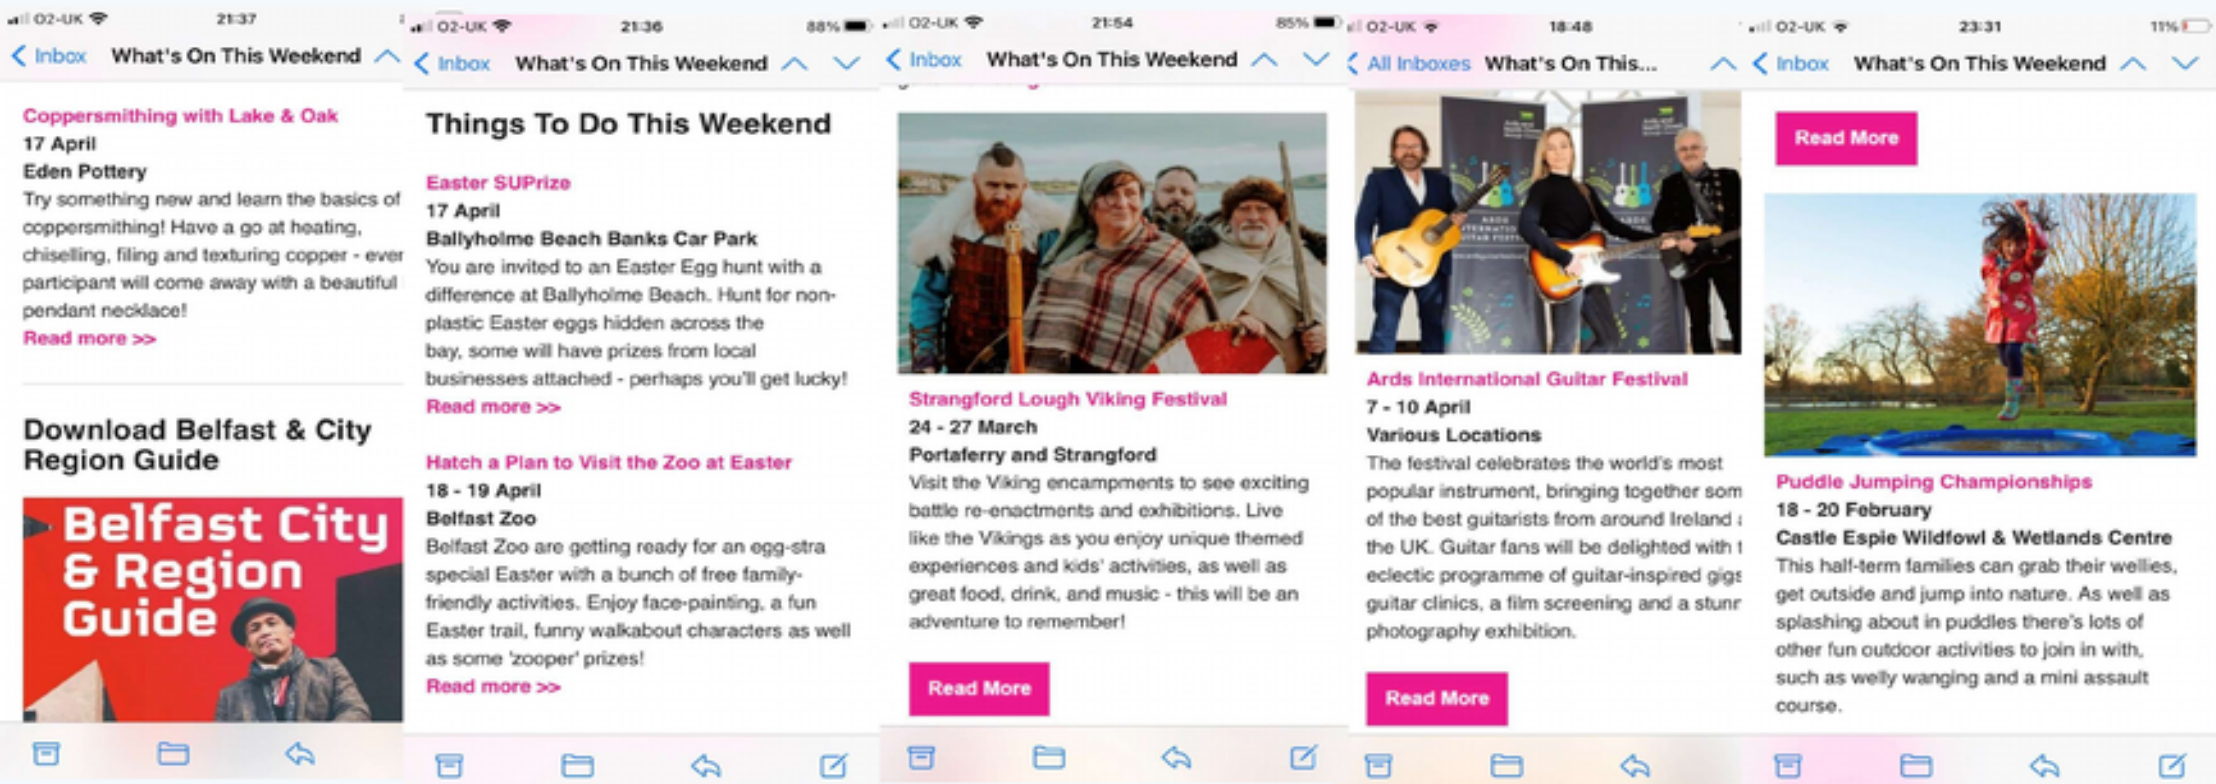 O2-UK
21:37
Inbox
What's On This Weekend
Coppersmithing with Lake & Oak
17 April
Eden Pottery
Try something new and learn the basics of
coppersmithing! Have a go at heating,
chiselling, filing and texturing copper - ever
participant will come away with a beautiful
pendant necklace!
Read more >>
Download Belfast & City
Region Guide
Belfast City
& Region
Guide
O2-UK
21:36
88%
Inbox
What's On This Weekend
Things To Do This Weekend
Easter SUPrize
17 April
Ballyholme Beach Banks Car Park
You are invited to an Easter Egg hunt with a
difference at Ballyholme Beach. Hunt for non-
plastic Easter eggs hidden across the
bay, some will have prizes from local
businesses attached - perhaps you'll get lucky!
Read more >>
Hatch a Plan to Visit the Zoo at Easter
18 - 19 April
Belfast Zoo
Belfast Zoo are getting ready for an egg-stra
special Easter with a bunch of free family-
friendly activities. Enjoy face-painting, a fun
Easter trail, funny walkabout characters as well
as some 'zooper' prizes!
Read more >>
O2-UK
21:54
85%
Inbox
What's On This Weekend
Strangford Lough Viking Festival
24 - 27 March
Portaferry and Strangford
Visit the Viking encampments to see exciting
battle re-enactments and exhibitions. Live
like the Vikings as you enjoy unique themed
experiences and kids' activities, as well as
great food, drink, and music - this will be an
adventure to remember!
Read More
O2-UK
18:48
All Inboxes
What's On This...
Ards International Guitar Festival
7 - 10 April
Various Locations
The festival celebrates the world's most
popular instrument, bringing together som
of the best guitarists from around Ireland
the UK. Guitar fans will be delighted with t
eclectic programme of guitar-inspired gigs
guitar clinics, a film screening and a stunr
photography exhibition.
Read More
O2-UK
23:31
11%
Inbox
What's On This Weekend
Read More
Puddle Jumping Championships
18 - 20 February
Castle Espie Wildfowl & Wetlands Centre
This half-term families can grab their wellies,
get outside and jump into nature. As well as
splashing about in puddles there's lots of
other fun outdoor activities to join in with,
such as welly wanging and a mini assault
course.